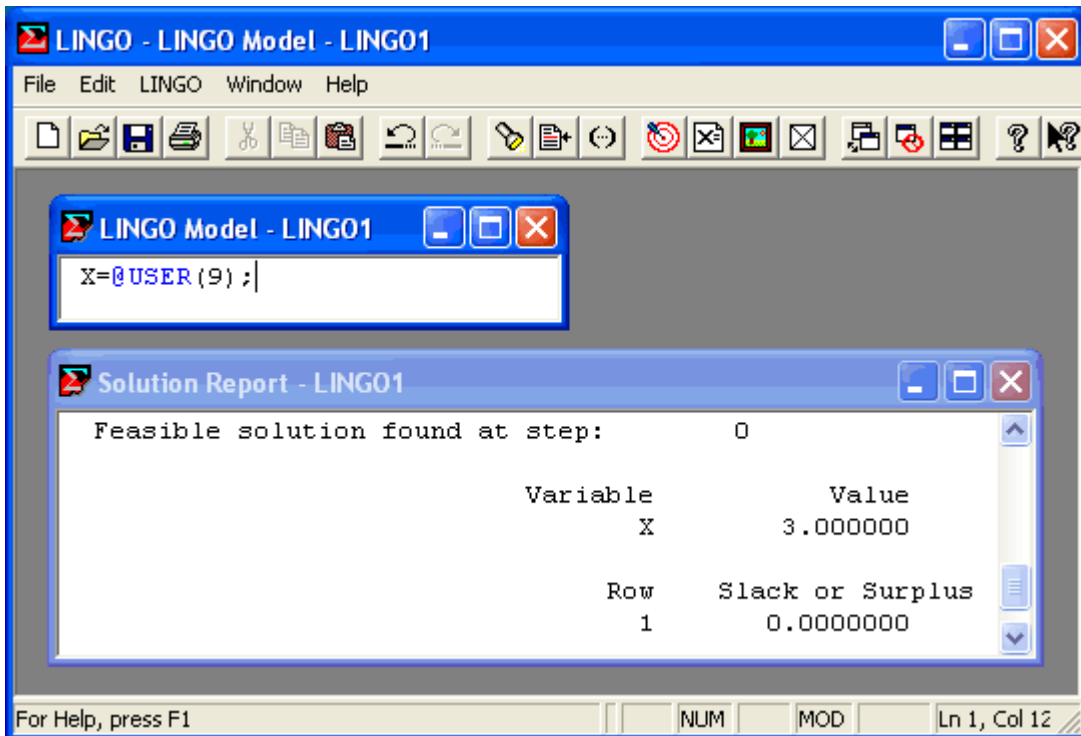 LINGO - LINGO Model - LINGO1
File Edit LINGO Window Help
LINGO Model - LINGO1
X=@USER(9);
Solution Report - LINGO1
Feasible solution found at step: 0
Variable Value
X 3.000000
Row Slack or Surplus
1 0.0000000
For Help, press F1 NUM MOD Ln 1, Col 12